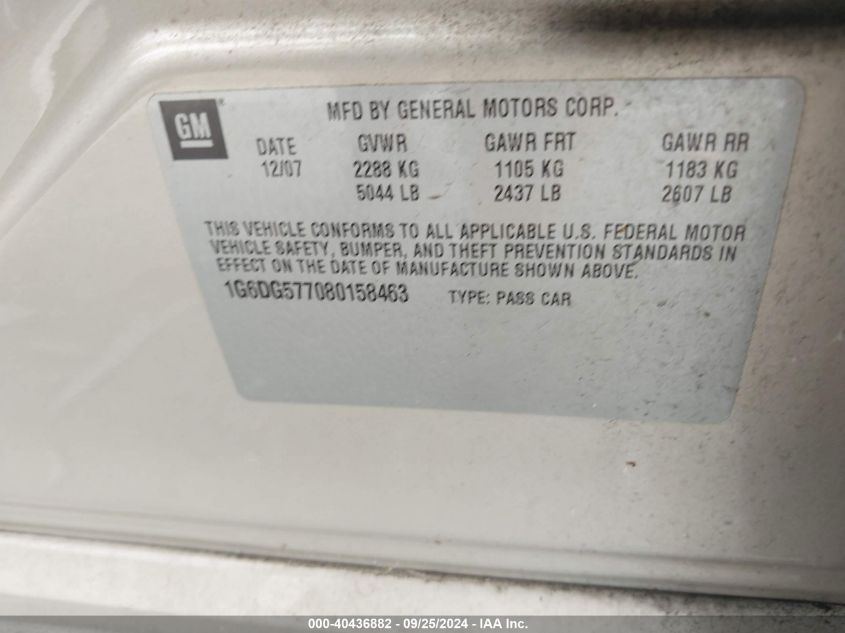 GM ® MFD BY GENERAL MOTORS CORP.
DATE GVWR GAWR FRT GAWR RR
12/07 2288 KG 1105 KG 1183 KG
5044 LB 2437 LB 2607 LB
THIS VEHICLE CONFORMS TO ALL APPLICABLE U.S. FEDERAL MOTOR
VEHICLE SAFETY, BUMPER, AND THEFT PREVENTION STANDARDS IN
EFFECT ON THE DATE OF MANUFACTURE SHOWN ABOVE.
1G6DG577080158463 TYPE: PASS CAR
000-40436882 - 09/25/2024 - IAA Inc.